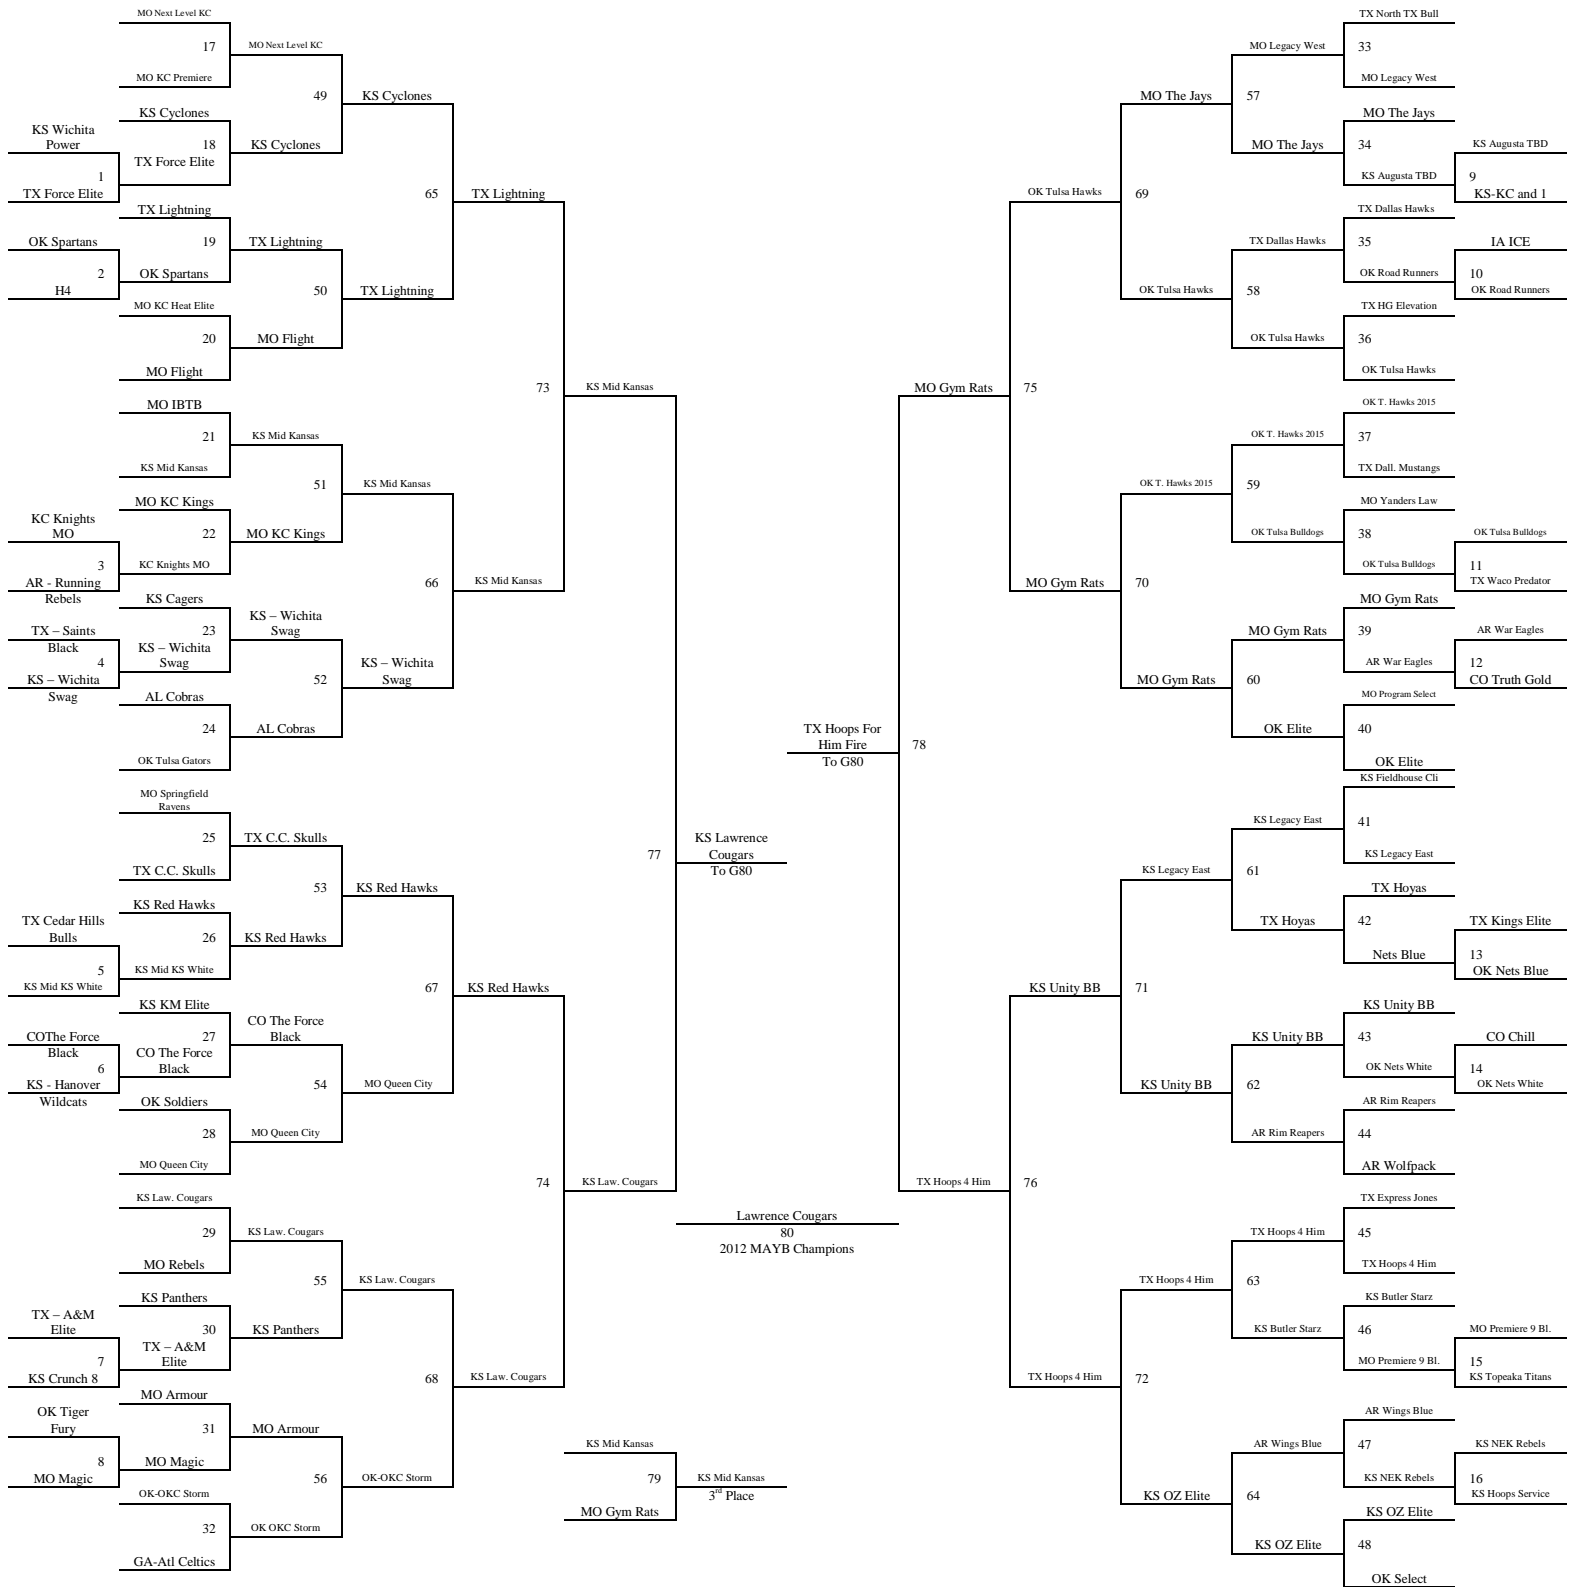 MO Next Level KC
17
MO Next Level KC
MO KC Premiere
49
KS Cyclones
KS Cyclones
KS Wichita
Power
18
KS Cyclones
TX Force Elite
1
TX Force Elite
65
TX Lightning
TX Lightning
OK Spartans
19
TX Lightning
2
OK Spartans
H4
50
TX Lightning
MO KC Heat Elite
20
MO Flight
MO Flight
73
KS Mid Kansas
MO IBTB
21
KS Mid Kansas
KS Mid Kansas
51
KS Mid Kansas
MO KC Kings
KC Knights
MO
22
MO KC Kings
3
KC Knights MO
AR - Running
Rebels
66
KS Mid Kansas
KS Cagers
TX – Saints
Black
23
KS – Wichita
Swag
4
KS – Wichita
Swag
KS – Wichita
Swag
52
KS – Wichita
Swag
AL Cobras
24
AL Cobras
OK Tulsa Gators
MO Springfield
Ravens
25
TX C.C. Skulls
TX C.C. Skulls
53
KS Red Hawks
77
KS Lawrence
Cougars
To G80
KS Red Hawks
TX Cedar Hills
Bulls
26
KS Red Hawks
5
KS Mid KS White
KS Mid KS White
67
KS Red Hawks
KS KM Elite
COThe Force
Black
27
CO The Force
Black
6
CO The Force
Black
KS - Hanover
Wildcats
54
MO Queen City
OK Soldiers
28
MO Queen City
MO Queen City
74
KS Law. Cougars
KS Law. Cougars
29
KS Law. Cougars
MO Rebels
55
KS Law. Cougars
KS Panthers
TX – A&M
Elite
30
KS Panthers
7
TX – A&M
Elite
KS Crunch 8
68
KS Law. Cougars
MO Armour
OK Tiger
Fury
31
MO Armour
8
MO Magic
MO Magic
56
OK-OKC Storm
OK-OKC Storm
32
OK OKC Storm
GA-Atl Celtics
KS Mid Kansas
79
KS Mid Kansas
3rd Place
MO Gym Rats
Lawrence Cougars
80
2012 MAYB Champions
TX Hoops For
Him Fire
To G80
78
TX North TX Bull
MO Legacy West
33
MO Legacy West
MO The Jays
57
MO The Jays
MO The Jays
34
KS Augusta TBD
KS Augusta TBD
9
KS-KC and 1
OK Tulsa Hawks
69
TX Dallas Hawks
TX Dallas Hawks
35
IA ICE
OK Road Runners
10
OK Road Runners
OK Tulsa Hawks
58
TX HG Elevation
OK Tulsa Hawks
36
OK Tulsa Hawks
MO Gym Rats
75
OK T. Hawks 2015
OK T. Hawks 2015
37
TX Dall. Mustangs
OK T. Hawks 2015
59
MO Yanders Law
OK Tulsa Bulldogs
38
OK Tulsa Bulldogs
OK Tulsa Bulldogs
11
TX Waco Predator
MO Gym Rats
70
MO Gym Rats
MO Gym Rats
39
AR War Eagles
AR War Eagles
12
CO Truth Gold
MO Gym Rats
60
MO Program Select
OK Elite
40
OK Elite
KS Fieldhouse Cli
KS Legacy East
41
KS Legacy East
KS Legacy East
61
TX Hoyas
TX Hoyas
42
TX Kings Elite
Nets Blue
13
OK Nets Blue
KS Unity BB
71
KS Unity BB
KS Unity BB
43
CO Chill
OK Nets White
14
OK Nets White
KS Unity BB
62
AR Rim Reapers
AR Rim Reapers
44
AR Wolfpack
TX Hoops 4 Him
76
TX Express Jones
TX Hoops 4 Him
45
TX Hoops 4 Him
TX Hoops 4 Him
63
KS Butler Starz
KS Butler Starz
46
MO Premiere 9 Bl.
MO Premiere 9 Bl.
15
KS Topeaka Titans
TX Hoops 4 Him
72
AR Wings Blue
AR Wings Blue
47
KS NEK Rebels
KS NEK Rebels
16
KS Hoops Service
KS OZ Elite
64
KS OZ Elite
KS OZ Elite
48
OK Select